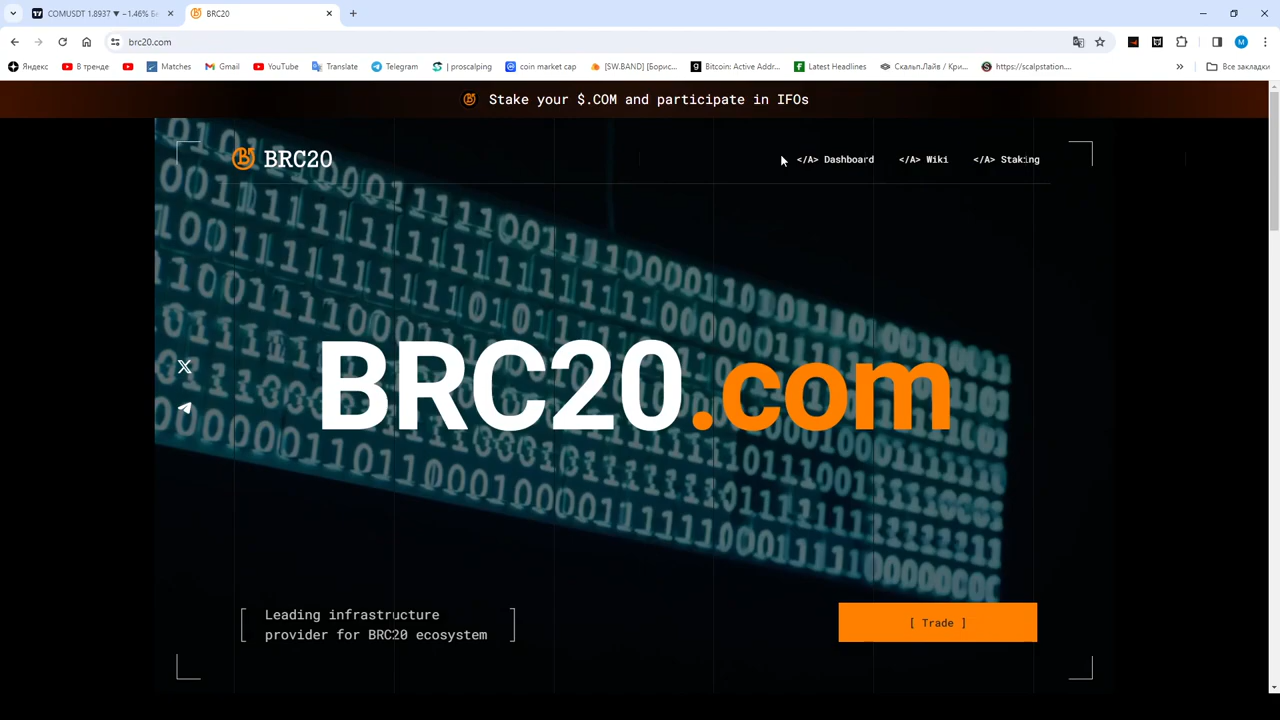 COMUSDT 1.8937 ▼ −1.46% Бе
BRC20
brc20.com
Яндекс
В тренде
Matches
Gmail
YouTube
Translate
Telegram
| proscalping
coin market cap
[SW.BAND] [Борис...
Bitcoin: Active Addr...
Latest Headlines
Скальп.Лайв / Кри...
https://scalpstation....
»
Все закладки
Stake your $.COM and participate in IFOs
BRC20
</A> Dashboard
</A> Wiki
</A> Staking
BRC20.com
Leading infrastructure
provider for BRC20 ecosystem
[ Trade ]